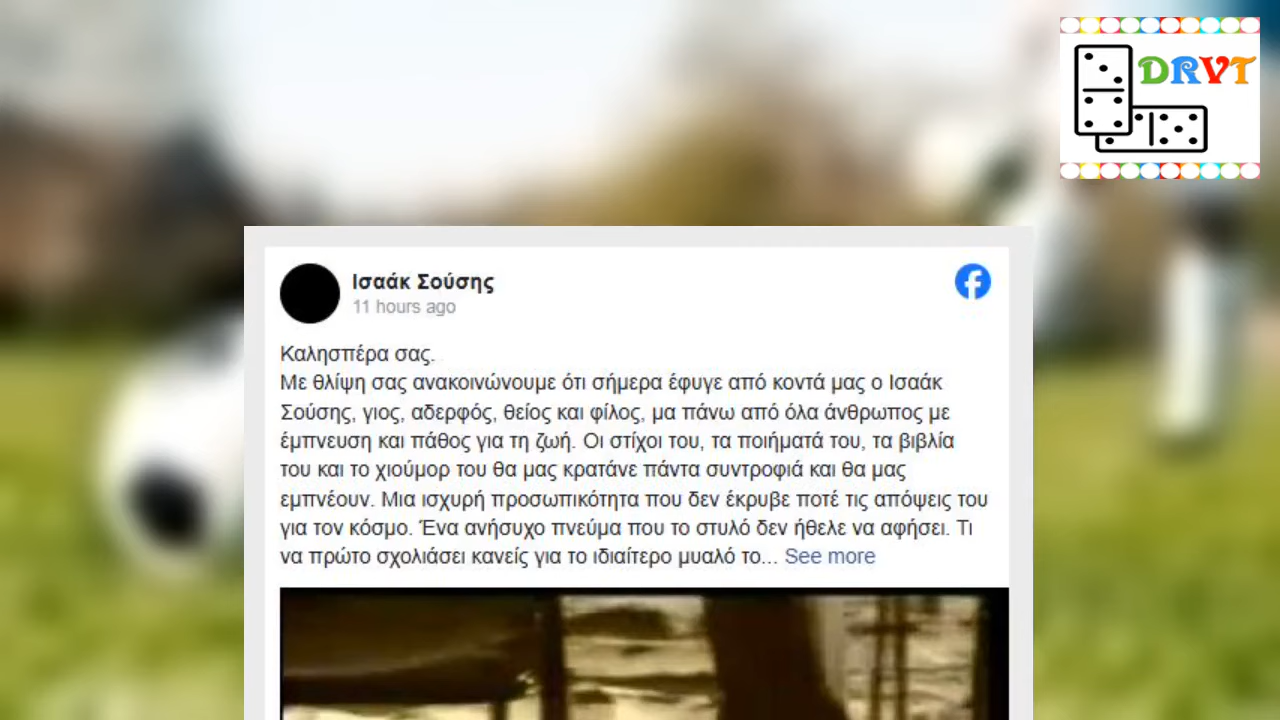 DRVT
Ισαάκ Σούσης
11 hours ago
Καλησπέρα σας.
Με θλίψη σας ανακοινώνουμε ότι σήμερα έφυγε από κοντά μας ο Ισαάκ
Σούσης, γιος, αδερφός, θείος και φίλος, μα πάνω από όλα άνθρωπος με
έμπνευση και πάθος για τη ζωή. Οι στίχοι του, τα ποιήματά του, τα βιβλία
του και το χιούμορ του θα μας κρατάνε πάντα συντροφιά και θα μας
εμπνέουν. Μια ισχυρή προσωπικότητα που δεν έκρυβε ποτέ τις απόψεις του
για τον κόσμο. Ένα ανήσυχο πνεύμα που το στυλό δεν ήθελε να αφήσει. Τι
να πρώτο σχολιάσει κανείς για το ιδιαίτερο μυαλό το... See more